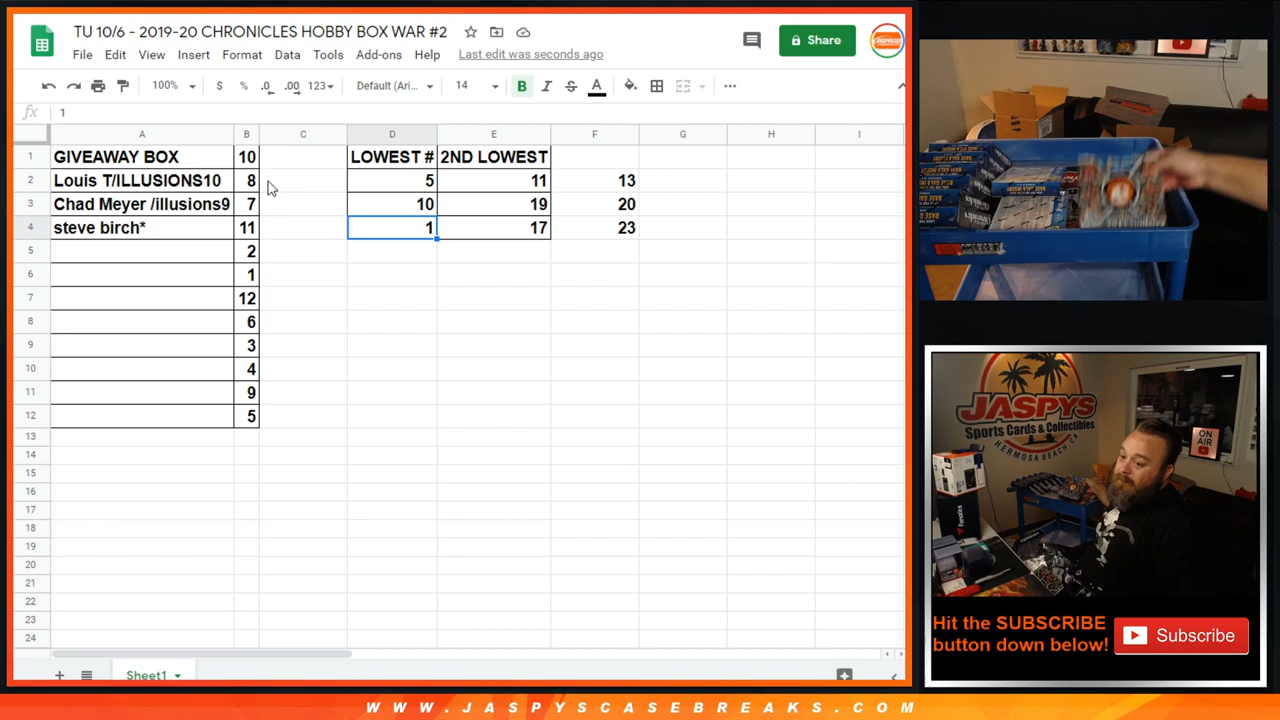 TU 10/6 - 2019-20 CHRONICLES HOBBY BOX WAR #2
File Edit View Insert Format Data Tools Add-ons Help Last edit was seconds ago
Share
100% $ % .0 .00 123 Default (Ari... 14 B I S A
fx 1
A B C D E F G H I
1 GIVEAWAY BOX 10 LOWEST # 2ND LOWEST
2 Louis T/ILLUSIONS10 8 5 11 13
3 Chad Meyer /illusions9 7 10 19 20
4 steve birch* 11 1 17 23
5 2
6 1
7 12
8 6
9 3
10 4
11 9
12 5
13
14
15
16
17
18
19
20
21
22
23
24
Sheet1
JASPYS
Sports Cards & Collectibles
HERMOSA BEACH, CA
ON AIR
Fanatics
Hit the SUBSCRIBE
button down below!
Subscribe
WWW.JASPYSCASEBREAKS.COM